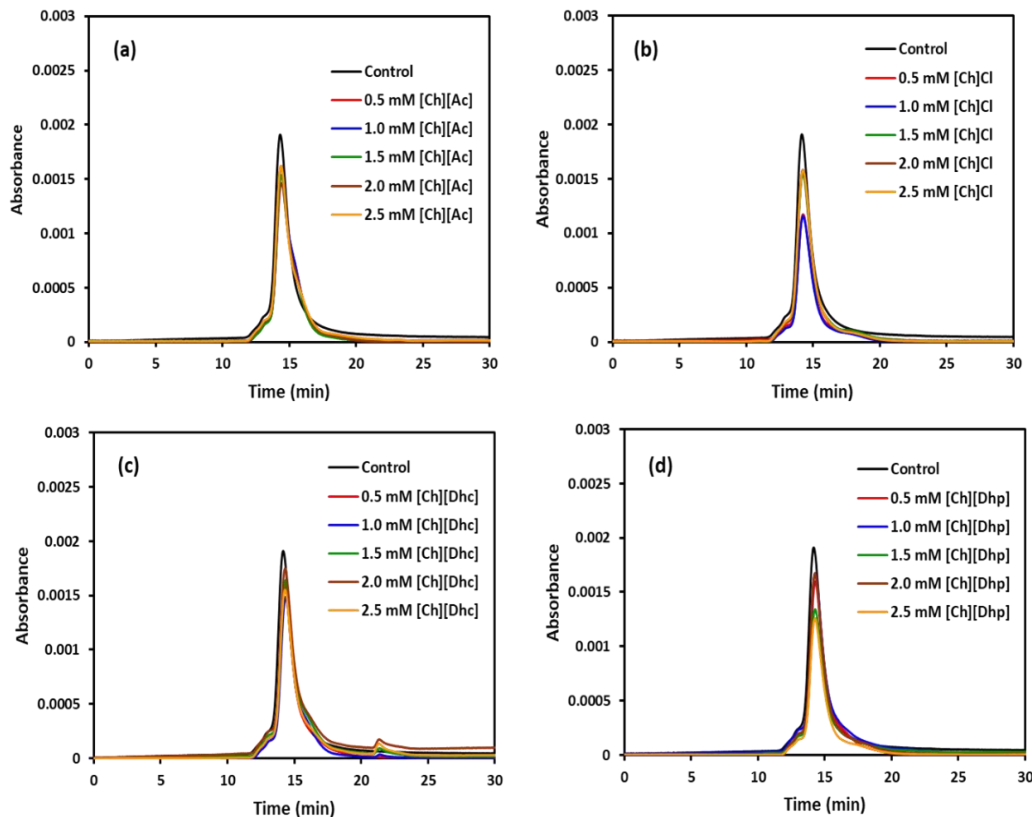 (a)
Absorbance
0.003
0.0025
0.002
0.0015
0.001
0.0005
0
Control
0.5 mM [Ch][Ac]
1.0 mM [Ch][Ac]
1.5 mM [Ch][Ac]
2.0 mM [Ch][Ac]
2.5 mM [Ch][Ac]
0 5 10 15 20 25 30
Time (min)
(b)
Absorbance
0.003
0.0025
0.002
0.0015
0.001
0.0005
0
Control
0.5 mM [Ch]Cl
1.0 mM [Ch]Cl
1.5 mM [Ch]Cl
2.0 mM [Ch]Cl
2.5 mM [Ch]Cl
0 5 10 15 20 25 30
Time (min)
(c)
Absorbance
0.003
0.0025
0.002
0.0015
0.001
0.0005
0
Control
0.5 mM [Ch][Dhc]
1.0 mM [Ch][Dhc]
1.5 mM [Ch][Dhc]
2.0 mM [Ch][Dhc]
2.5 mM [Ch][Dhc]
0 5 10 15 20 25 30
Time (min)
(d)
Absorbance
0.003
0.0025
0.002
0.0015
0.001
0.0005
0
Control
0.5 mM [Ch][Dhp]
1.0 mM [Ch][Dhp]
1.5 mM [Ch][Dhp]
2.0 mM [Ch][Dhp]
2.5 mM [Ch][Dhp]
0 5 10 15 20 25 30
Time (min)